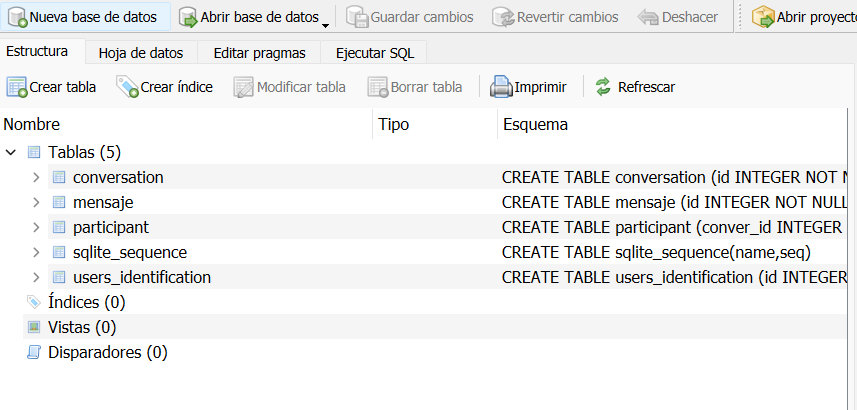 Nueva base de datos Abrir base de datos Guardar cambios Revertir cambios Deshacer Abrir proyecto
Estructura Hoja de datos Editar pragmas Ejecutar SQL
Crear tabla Crear índice Modificar tabla Borrar tabla Imprimir Refrescar
Nombre Tipo Esquema
Tablas (5)
conversation CREATE TABLE conversation (id INTEGER NOT N
mensaje CREATE TABLE mensaje (id INTEGER NOT NULL
participant CREATE TABLE participant (conver_id INTEGER
sqlite_sequence CREATE TABLE sqlite_sequence(name,seq)
users_identification CREATE TABLE users_identification (id INTEGER
Índices (0)
Vistas (0)
Disparadores (0)